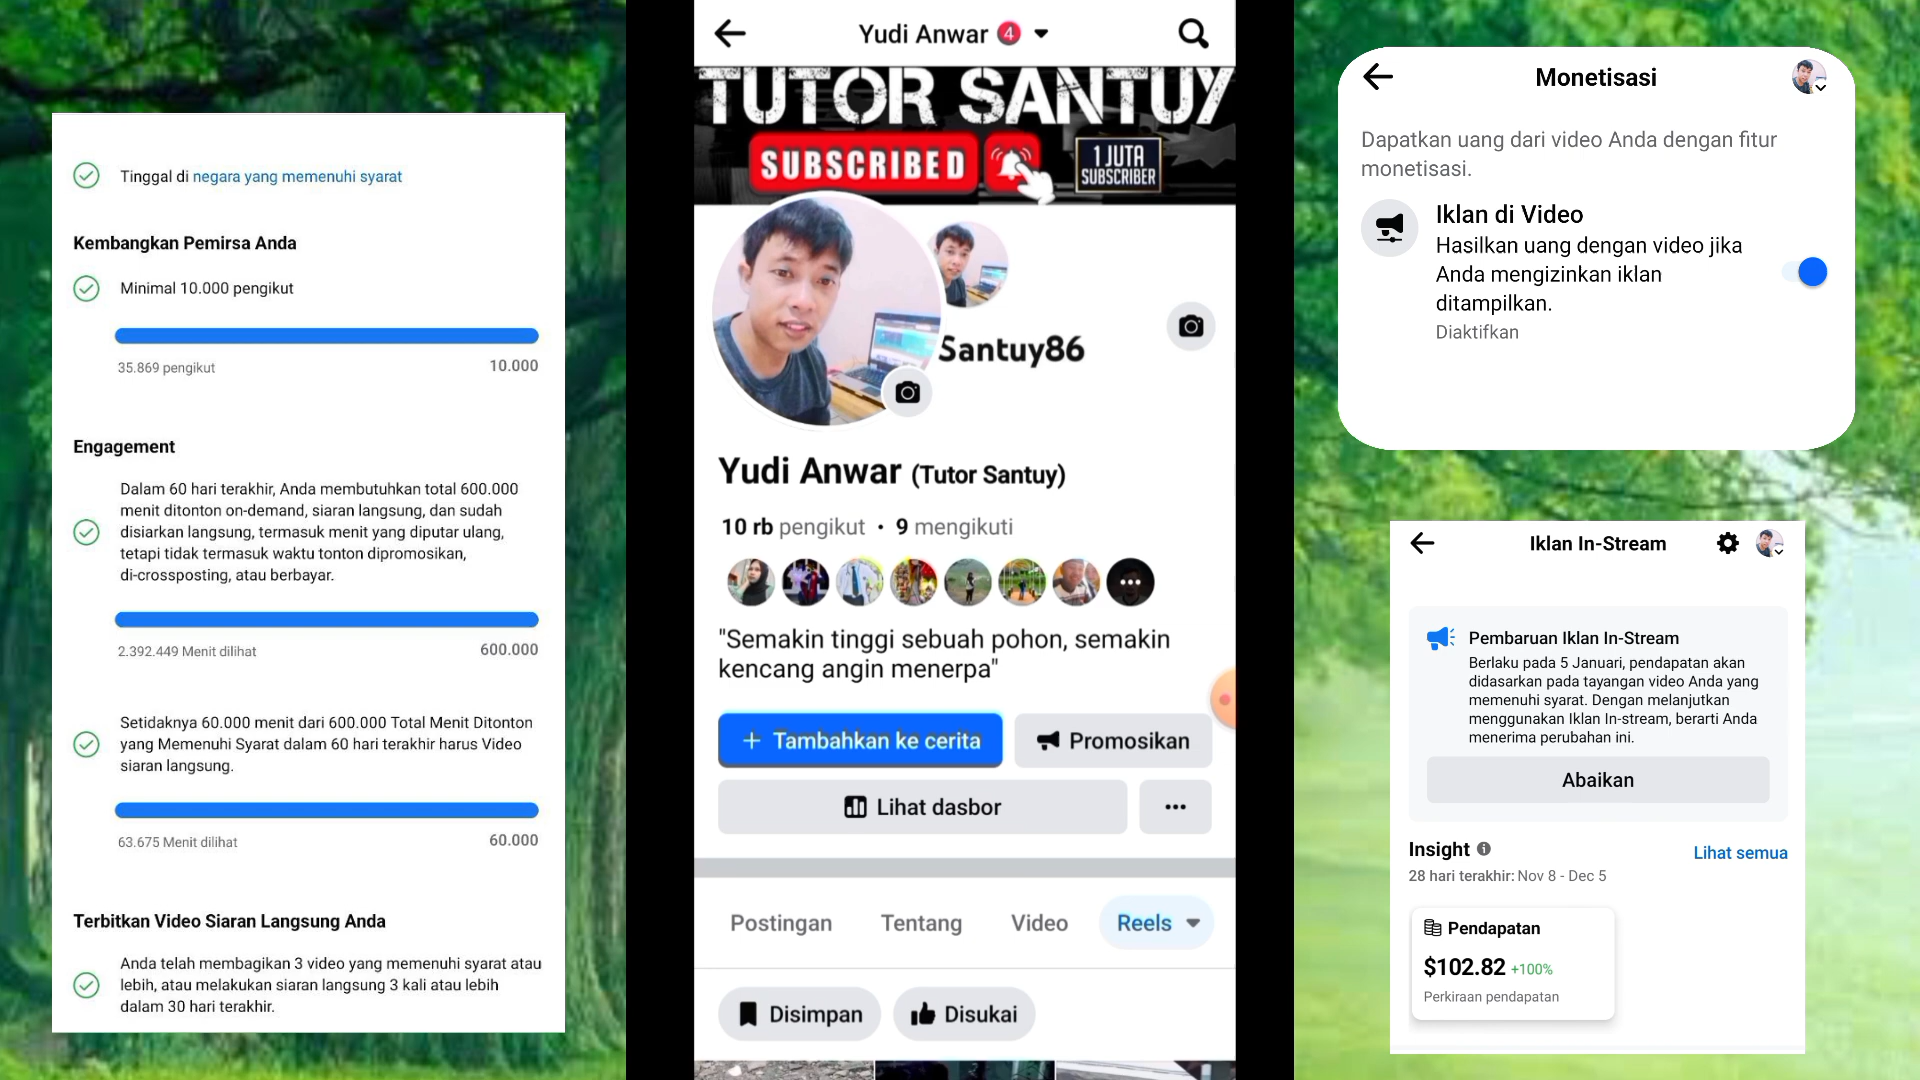 Tinggal di negara yang memenuhi syarat
Kembangkan Pemirsa Anda
Minimal 10.000 pengikut
35.869 pengikut
10.000
Engagement
Dalam 60 hari terakhir, Anda membutuhkan total 600.000
menit ditonton on-demand, siaran langsung, dan sudah
disiarkan langsung, termasuk menit yang diputar ulang,
tetapi tidak termasuk waktu tonton dipromosikan,
di-crossposting, atau berbayar.
2.392.449 Menit dilihat
600.000
Setidaknya 60.000 menit dari 600.000 Total Menit Ditonton
yang Memenuhi Syarat dalam 60 hari terakhir harus Video
siaran langsung.
63.675 Menit dilihat
60.000
Terbitkan Video Siaran Langsung Anda
Anda telah membagikan 3 video yang memenuhi syarat atau
lebih, atau melakukan siaran langsung 3 kali atau lebih
dalam 30 hari terakhir.
Yudi Anwar 4
TUTOR SANTUY
SUBSCRIBED
1 JUTA
SUBSCRIBER
Santuy86
Yudi Anwar (Tutor Santuy)
10 rb pengikut • 9 mengikuti
"Semakin tinggi sebuah pohon, semakin
kencang angin menerpa"
+ Tambahkan ke cerita
Promosikan
Lihat dasbor
Postingan
Tentang
Video
Reels
Disimpan
Disukai
Monetisasi
Dapatkan uang dari video Anda dengan fitur
monetisasi.
Iklan di Video
Hasilkan uang dengan video jika
Anda mengizinkan iklan
ditampilkan.
Diaktifkan
Iklan In-Stream
Pembaruan Iklan In-Stream
Berlaku pada 5 Januari, pendapatan akan
didasarkan pada tayangan video Anda yang
memenuhi syarat. Dengan melanjutkan
menggunakan Iklan In-stream, berarti Anda
menerima perubahan ini.
Abaikan
Insight
Lihat semua
28 hari terakhir: Nov 8 - Dec 5
Pendapatan
$102.82 +100%
Perkiraan pendapatan